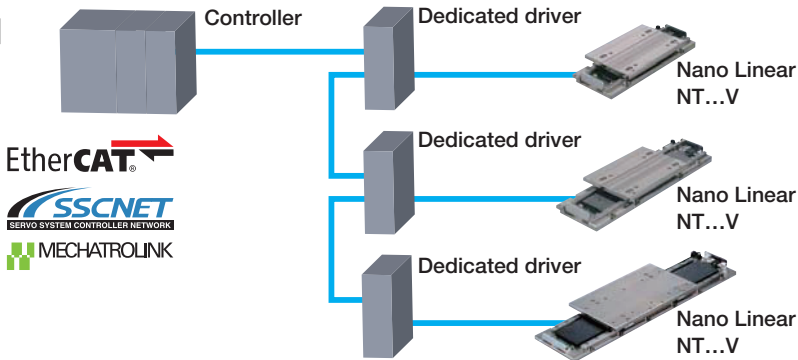 Controller
Dedicated driver
Nano Linear
NT…V
Dedicated driver
EtherCAT®
Nano Linear
NT…V
SSCNET
SERVO SYSTEM CONTROLLER NETWORK
MECHATROLINK
Dedicated driver
Nano Linear
NT…V